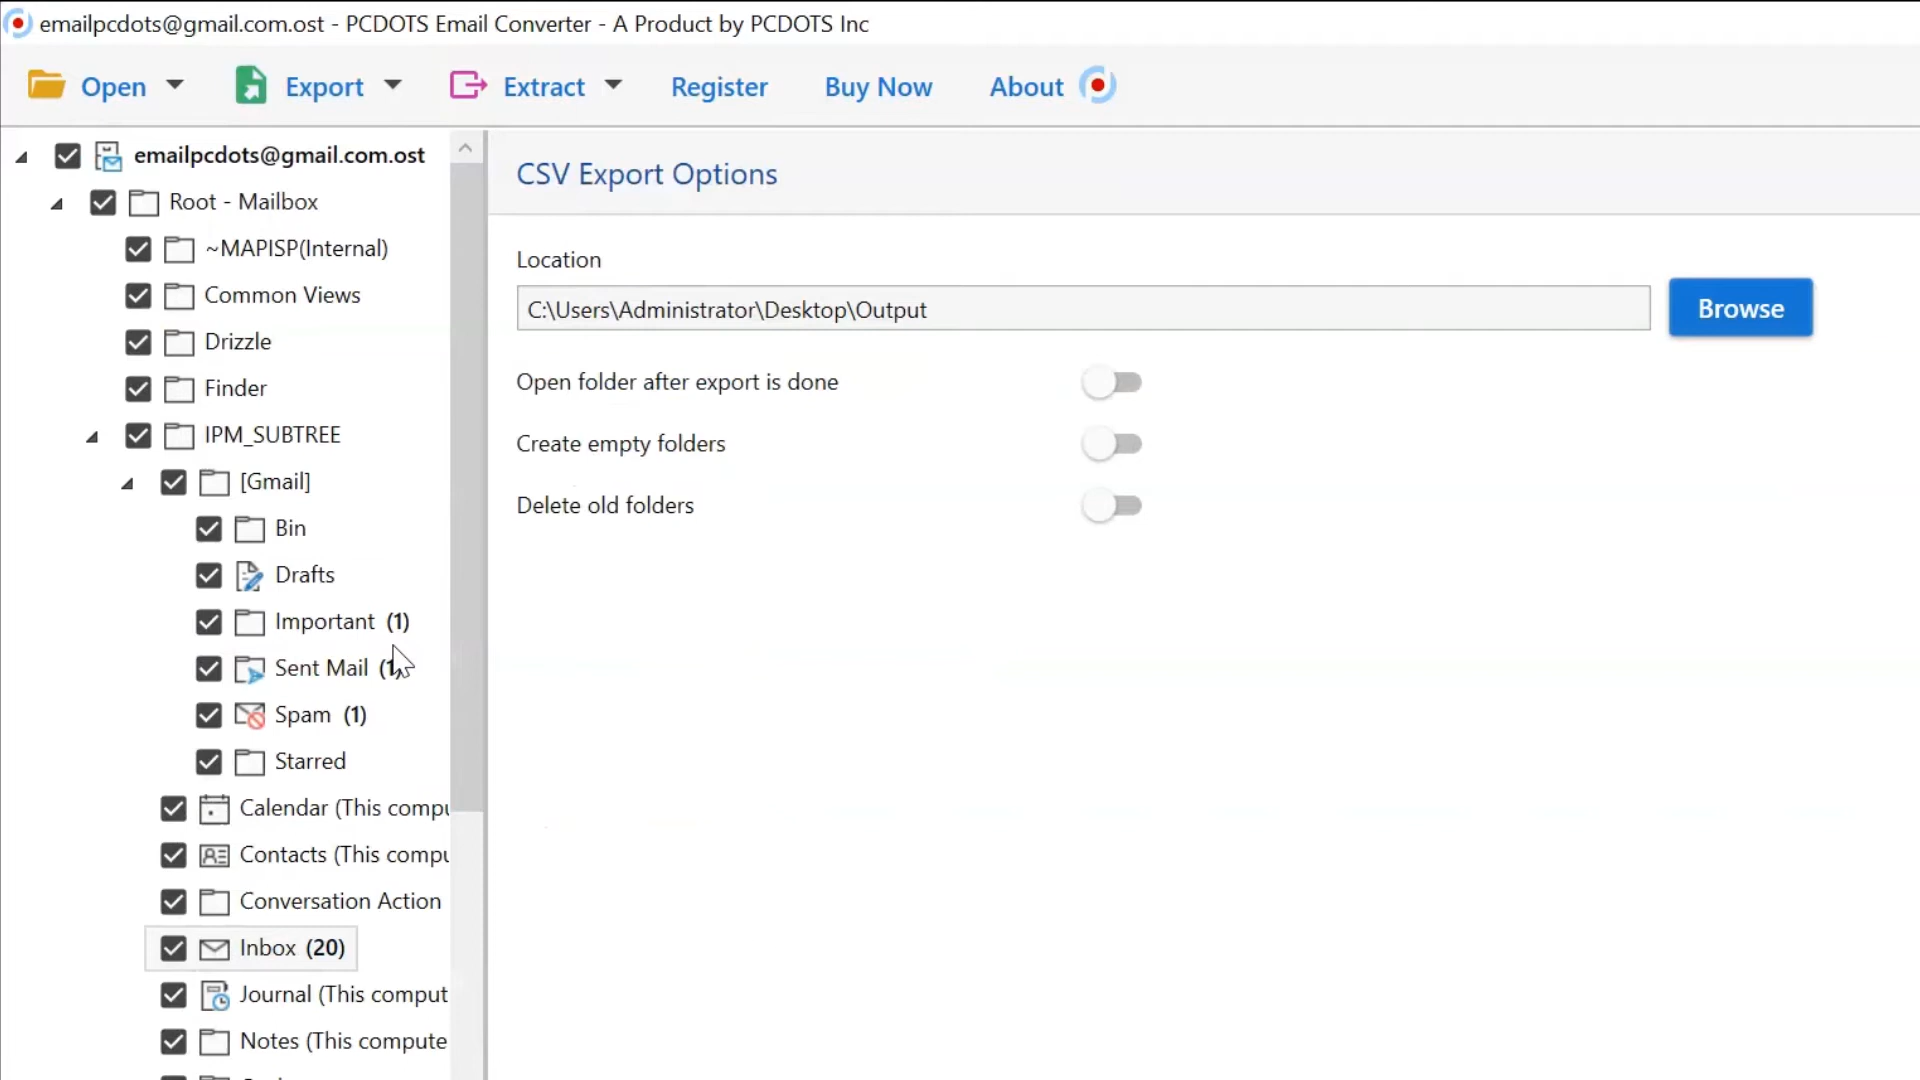 emailpcdots@gmail.com.ost - PCDOTS Email Converter - A Product by PCDOTS Inc
Open Export Extract Register Buy Now About
emailpcdots@gmail.com.ost
Root - Mailbox
~MAPISP(Internal)
Common Views
Drizzle
Finder
IPM_SUBTREE
[Gmail]
Bin
Drafts
Important (1)
Sent Mail
Spam (1)
Starred
Calendar (This compu
Contacts (This compu
Conversation Action
Inbox (20)
Journal (This comput
Notes (This compute
CSV Export Options
Location
C:\Users\Administrator\Desktop\Output
Browse
Open folder after export is done
Create empty folders
Delete old folders